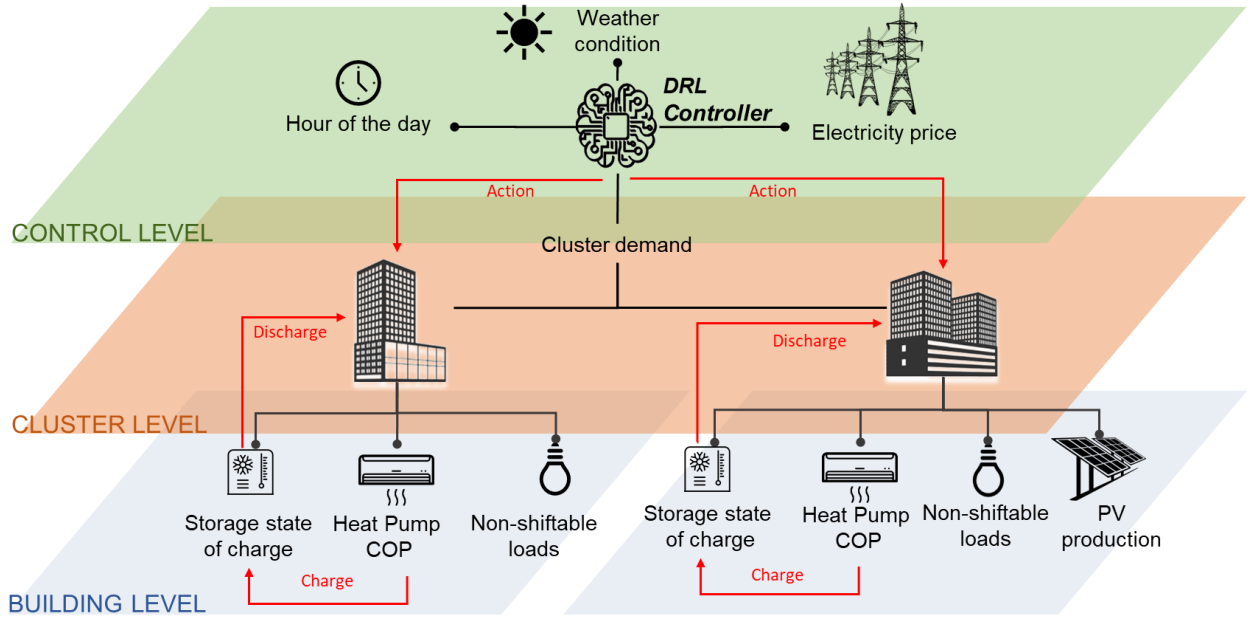 Weather
condition
DRL
Controller
Hour of the day
Electricity price
Action
Action
CONTROL LEVEL
Cluster demand
Discharge
Discharge
CLUSTER LEVEL
Storage state
of charge
Heat Pump
COP
Non-shiftable
loads
Storage state
of charge
Heat Pump
COP
Non-shiftable
loads
PV
production
Charge
Charge
BUILDING LEVEL